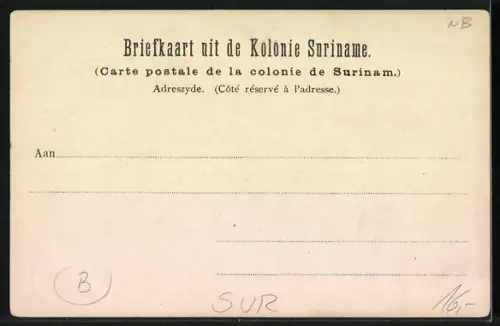 NB
Briefkaart uit de Kolonie Suriname.
(Carte postale de la colonie de Surinam.)
Adreszyde. (Côté réservé à l'adresse.)
Aan
B
SUR
16,-